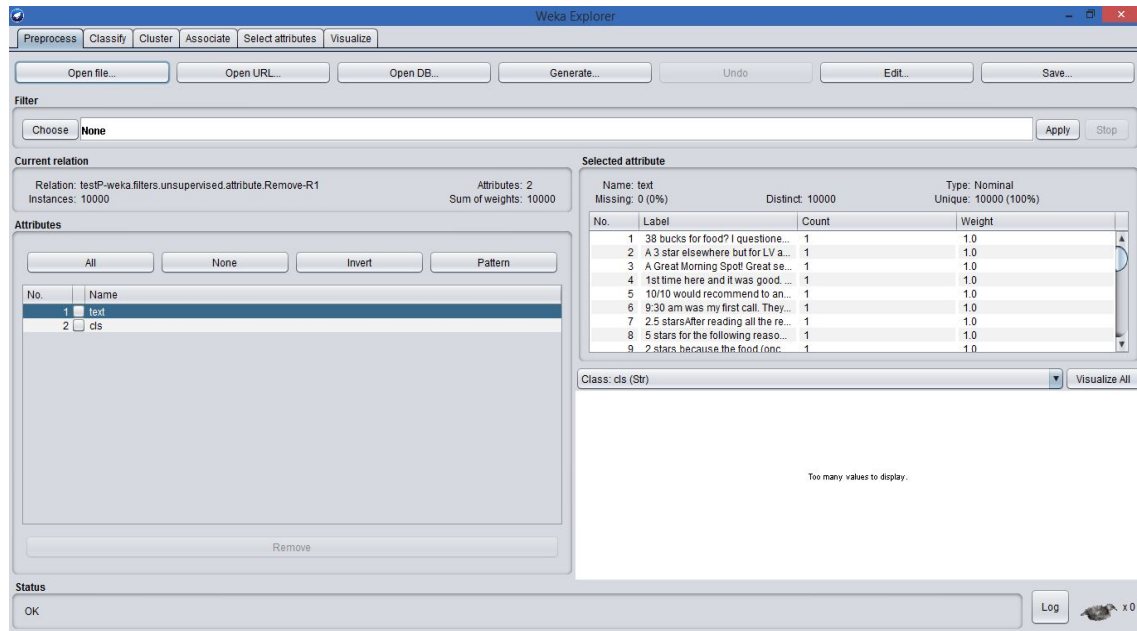 Weka Explorer
Preprocess Classify Cluster Associate Select attributes Visualize
Open file... Open URL... Open DB... Generate... Undo Edit... Save...
Filter
Choose None Apply Stop
Current relation
Relation: testP-weka.filters.unsupervised.attribute.Remove-R1 Attributes: 2
Instances: 10000 Sum of weights: 10000
Attributes
All None Invert Pattern
No. Name
1 text
2 cls
Remove
Selected attribute
Name: text Type: Nominal
Missing: 0 (0%) Distinct: 10000 Unique: 10000 (100%)
No. Label Count Weight
1 38 bucks for food? I questione... 1 1.0
2 A 3 star elsewhere but for LV a... 1 1.0
3 A Great Morning Spot! Great se... 1 1.0
4 1st time here and it was good. ... 1 1.0
5 10/10 would recommend to an... 1 1.0
6 9:30 am was my first call. They... 1 1.0
7 2.5 starsAfter reading all the re... 1 1.0
8 5 stars for the following reaso... 1 1.0
9 2 stars because the food (onc... 1 1.0
Class: cls (Str) Visualize All
Too many values to display.
Status
OK Log x 0